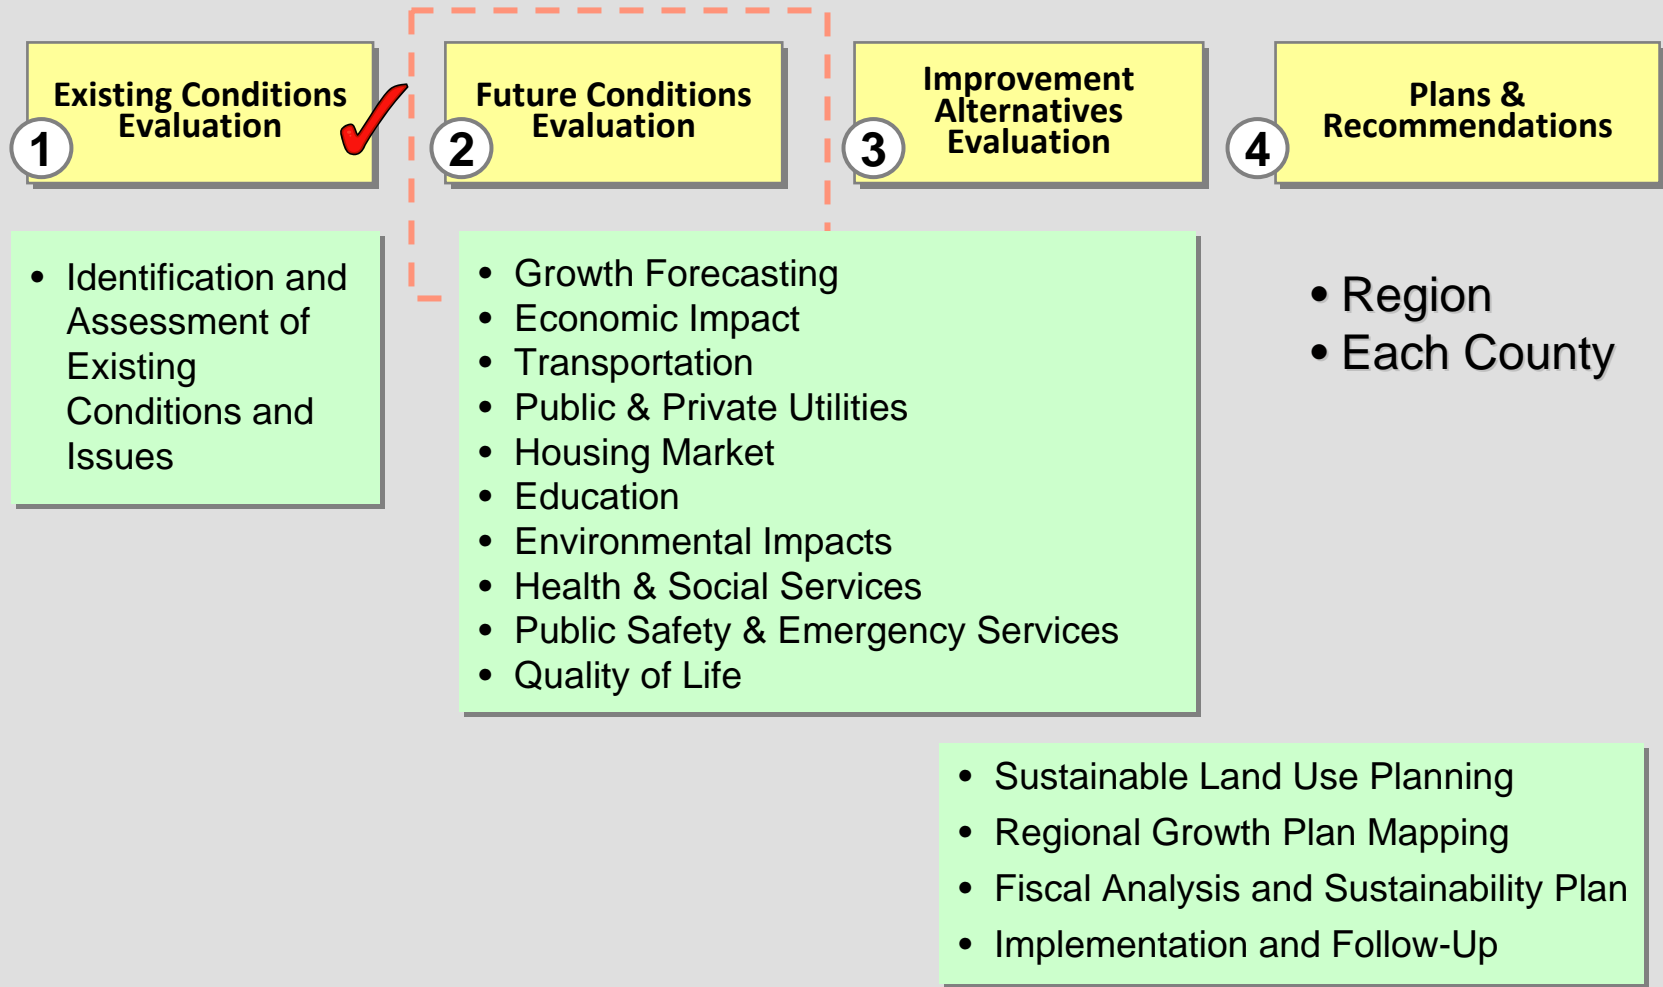 Existing Conditions
Evaluation
1
Future Conditions
Evaluation
2
Improvement
Alternatives
Evaluation
3
Plans &
Recommendations
4
• Identification and
Assessment of
Existing
Conditions and
Issues
• Growth Forecasting
• Economic Impact
• Transportation
• Public & Private Utilities
• Housing Market
• Education
• Environmental Impacts
• Health & Social Services
• Public Safety & Emergency Services
• Quality of Life
• Region
• Each County
• Sustainable Land Use Planning
• Regional Growth Plan Mapping
• Fiscal Analysis and Sustainability Plan
• Implementation and Follow-Up